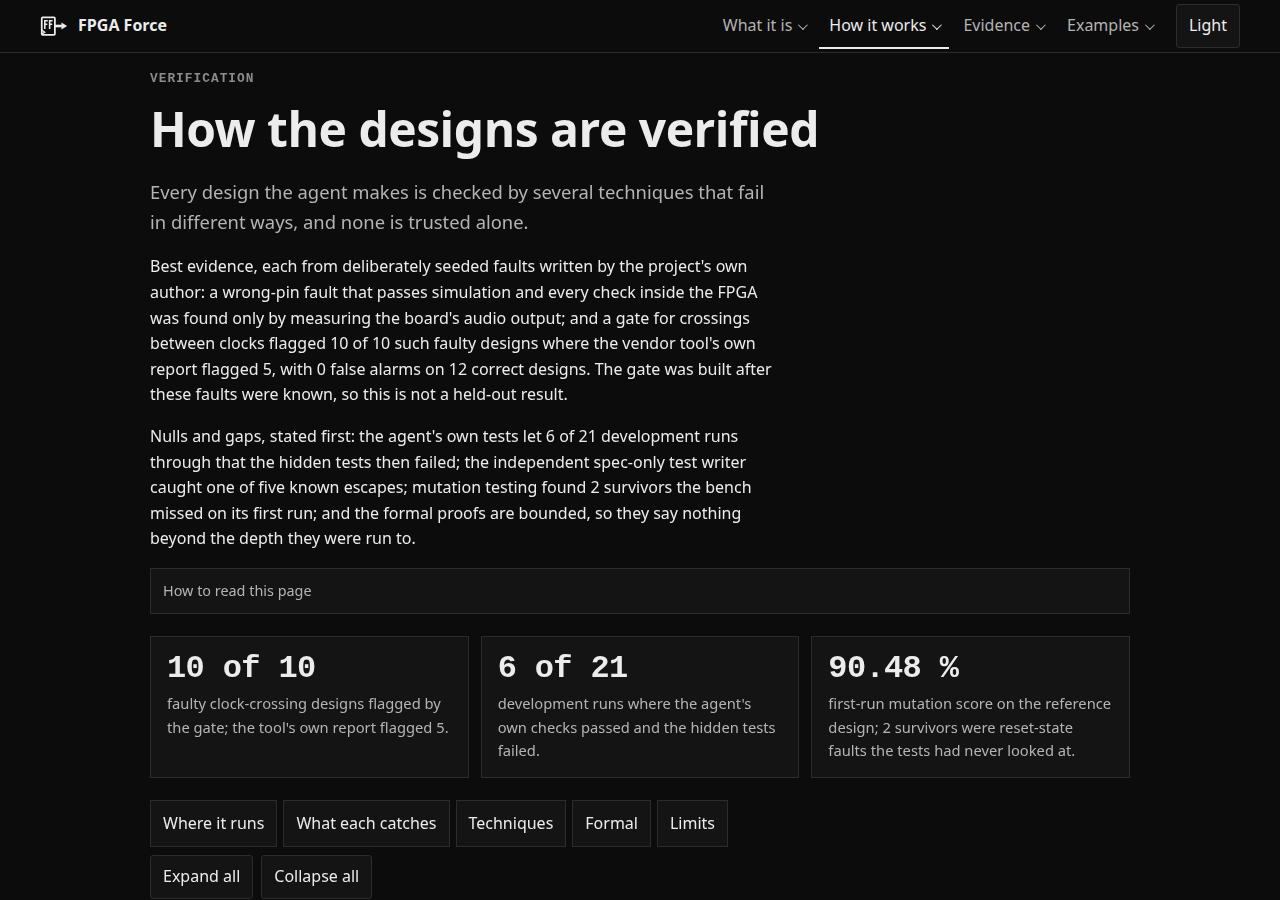 FPGA Force
What it is
How it works
Evidence
Examples
Light
VERIFICATION
How the designs are verified
Every design the agent makes is checked by several techniques that fail
in different ways, and none is trusted alone.
Best evidence, each from deliberately seeded faults written by the project's own
author: a wrong-pin fault that passes simulation and every check inside the FPGA
was found only by measuring the board's audio output; and a gate for crossings
between clocks flagged 10 of 10 such faulty designs where the vendor tool's own
report flagged 5, with 0 false alarms on 12 correct designs. The gate was built after
these faults were known, so this is not a held-out result.
Nulls and gaps, stated first: the agent's own tests let 6 of 21 development runs
through that the hidden tests then failed; the independent spec-only test writer
caught one of five known escapes; mutation testing found 2 survivors the bench
missed on its first run; and the formal proofs are bounded, so they say nothing
beyond the depth they were run to.
How to read this page
10 of 10
faulty clock-crossing designs flagged by
the gate; the tool's own report flagged 5.
6 of 21
development runs where the agent's
own checks passed and the hidden tests
failed.
90.48 %
first-run mutation score on the reference
design; 2 survivors were reset-state
faults the tests had never looked at.
Where it runs
What each catches
Techniques
Formal
Limits
Expand all
Collapse all